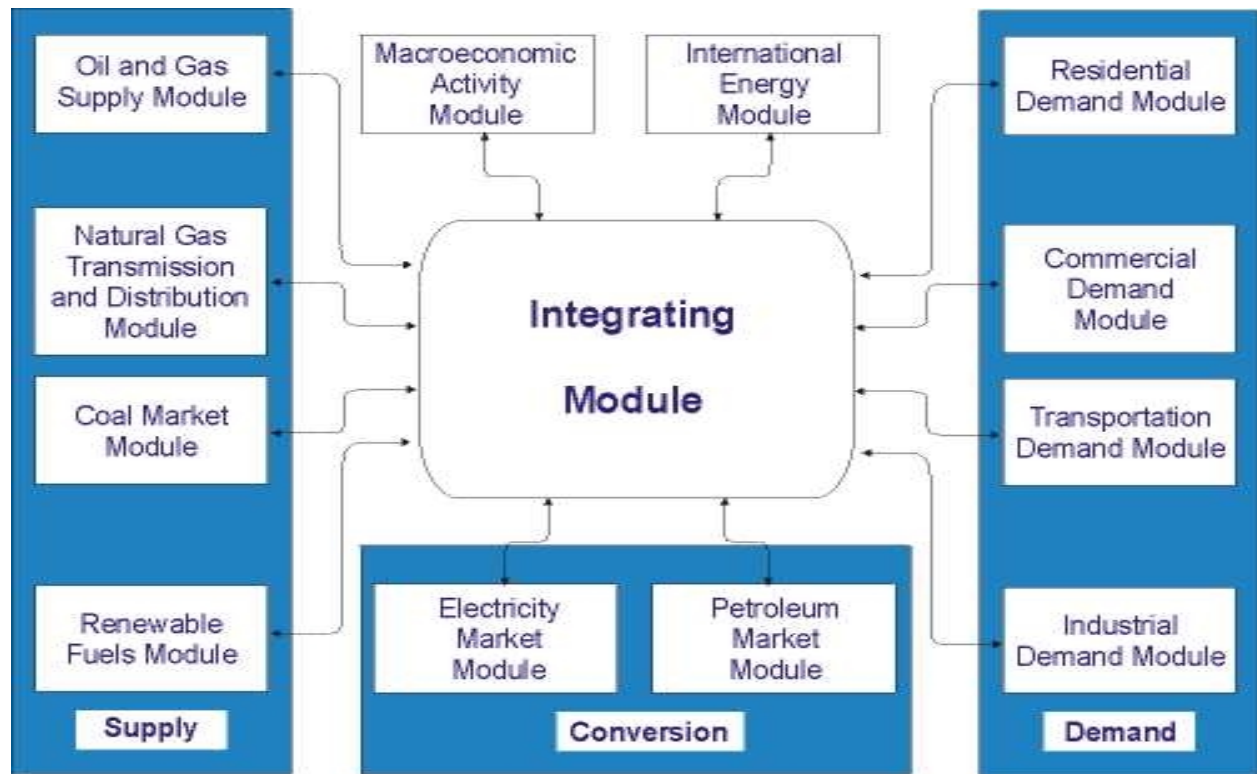 Oil and Gas
Supply Module
Natural Gas
Transmission
and Distribution
Module
Coal Market
Module
Renewable
Fuels Module
Supply
Macroeconomic
Activity
Module
International
Energy
Module
Integrating
Module
Electricity
Market
Module
Petroleum
Market
Module
Conversion
Residential
Demand Module
Commercial
Demand
Module
Transportation
Demand Module
Industrial
Demand Module
Demand